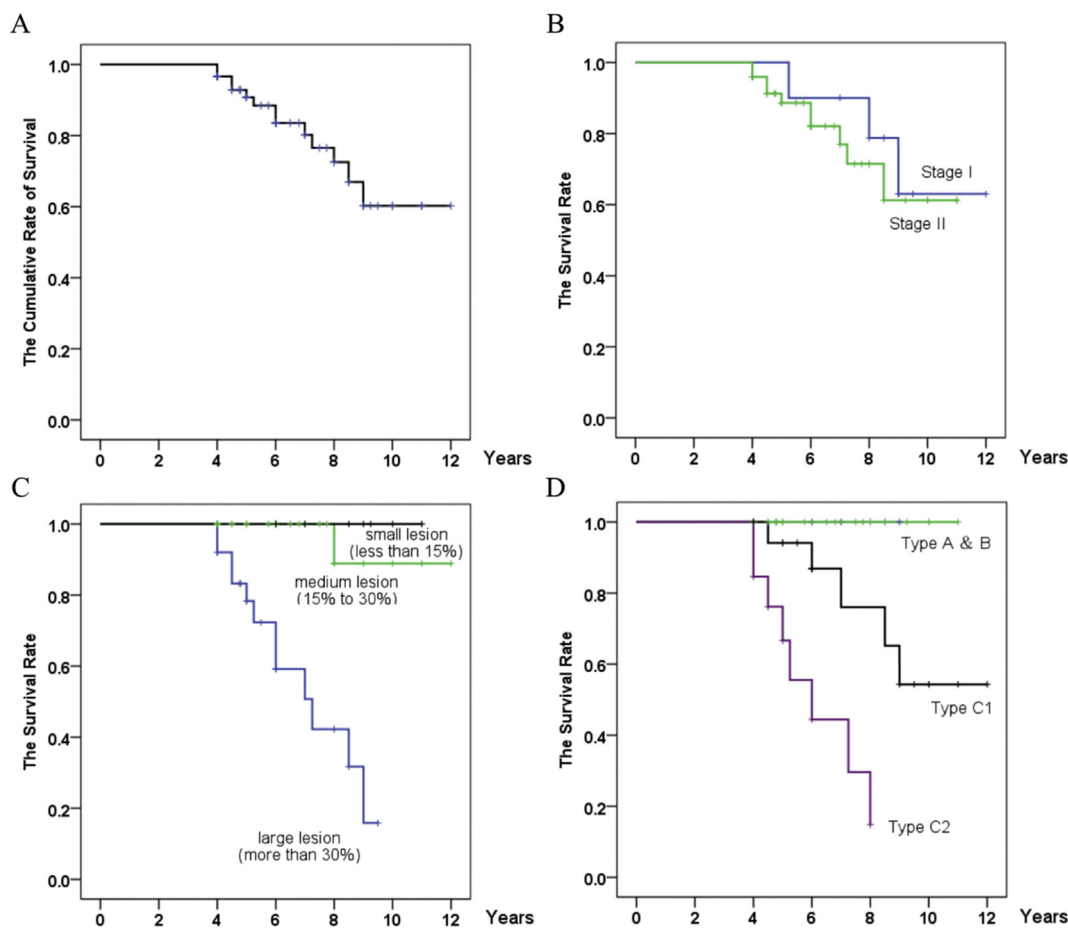 A
The Cumulative Rate of Survival
1.0
0.8
0.6
0.4
0.2
0.0
0 2 4 6 8 10 12 Years
B
The Survival Rate
1.0
0.8
0.6
0.4
0.2
0.0
Stage I
Stage II
0 2 4 6 8 10 12 Years
C
The Survival Rate
1.0
0.8
0.6
0.4
0.2
0.0
small lesion
(less than 15%)
medium lesion
(15% to 30%)
large lesion
(more than 30%)
0 2 4 6 8 10 12 Years
D
The Survival Rate
1.0
0.8
0.6
0.4
0.2
0.0
Type A & B
Type C1
Type C2
0 2 4 6 8 10 12 Years